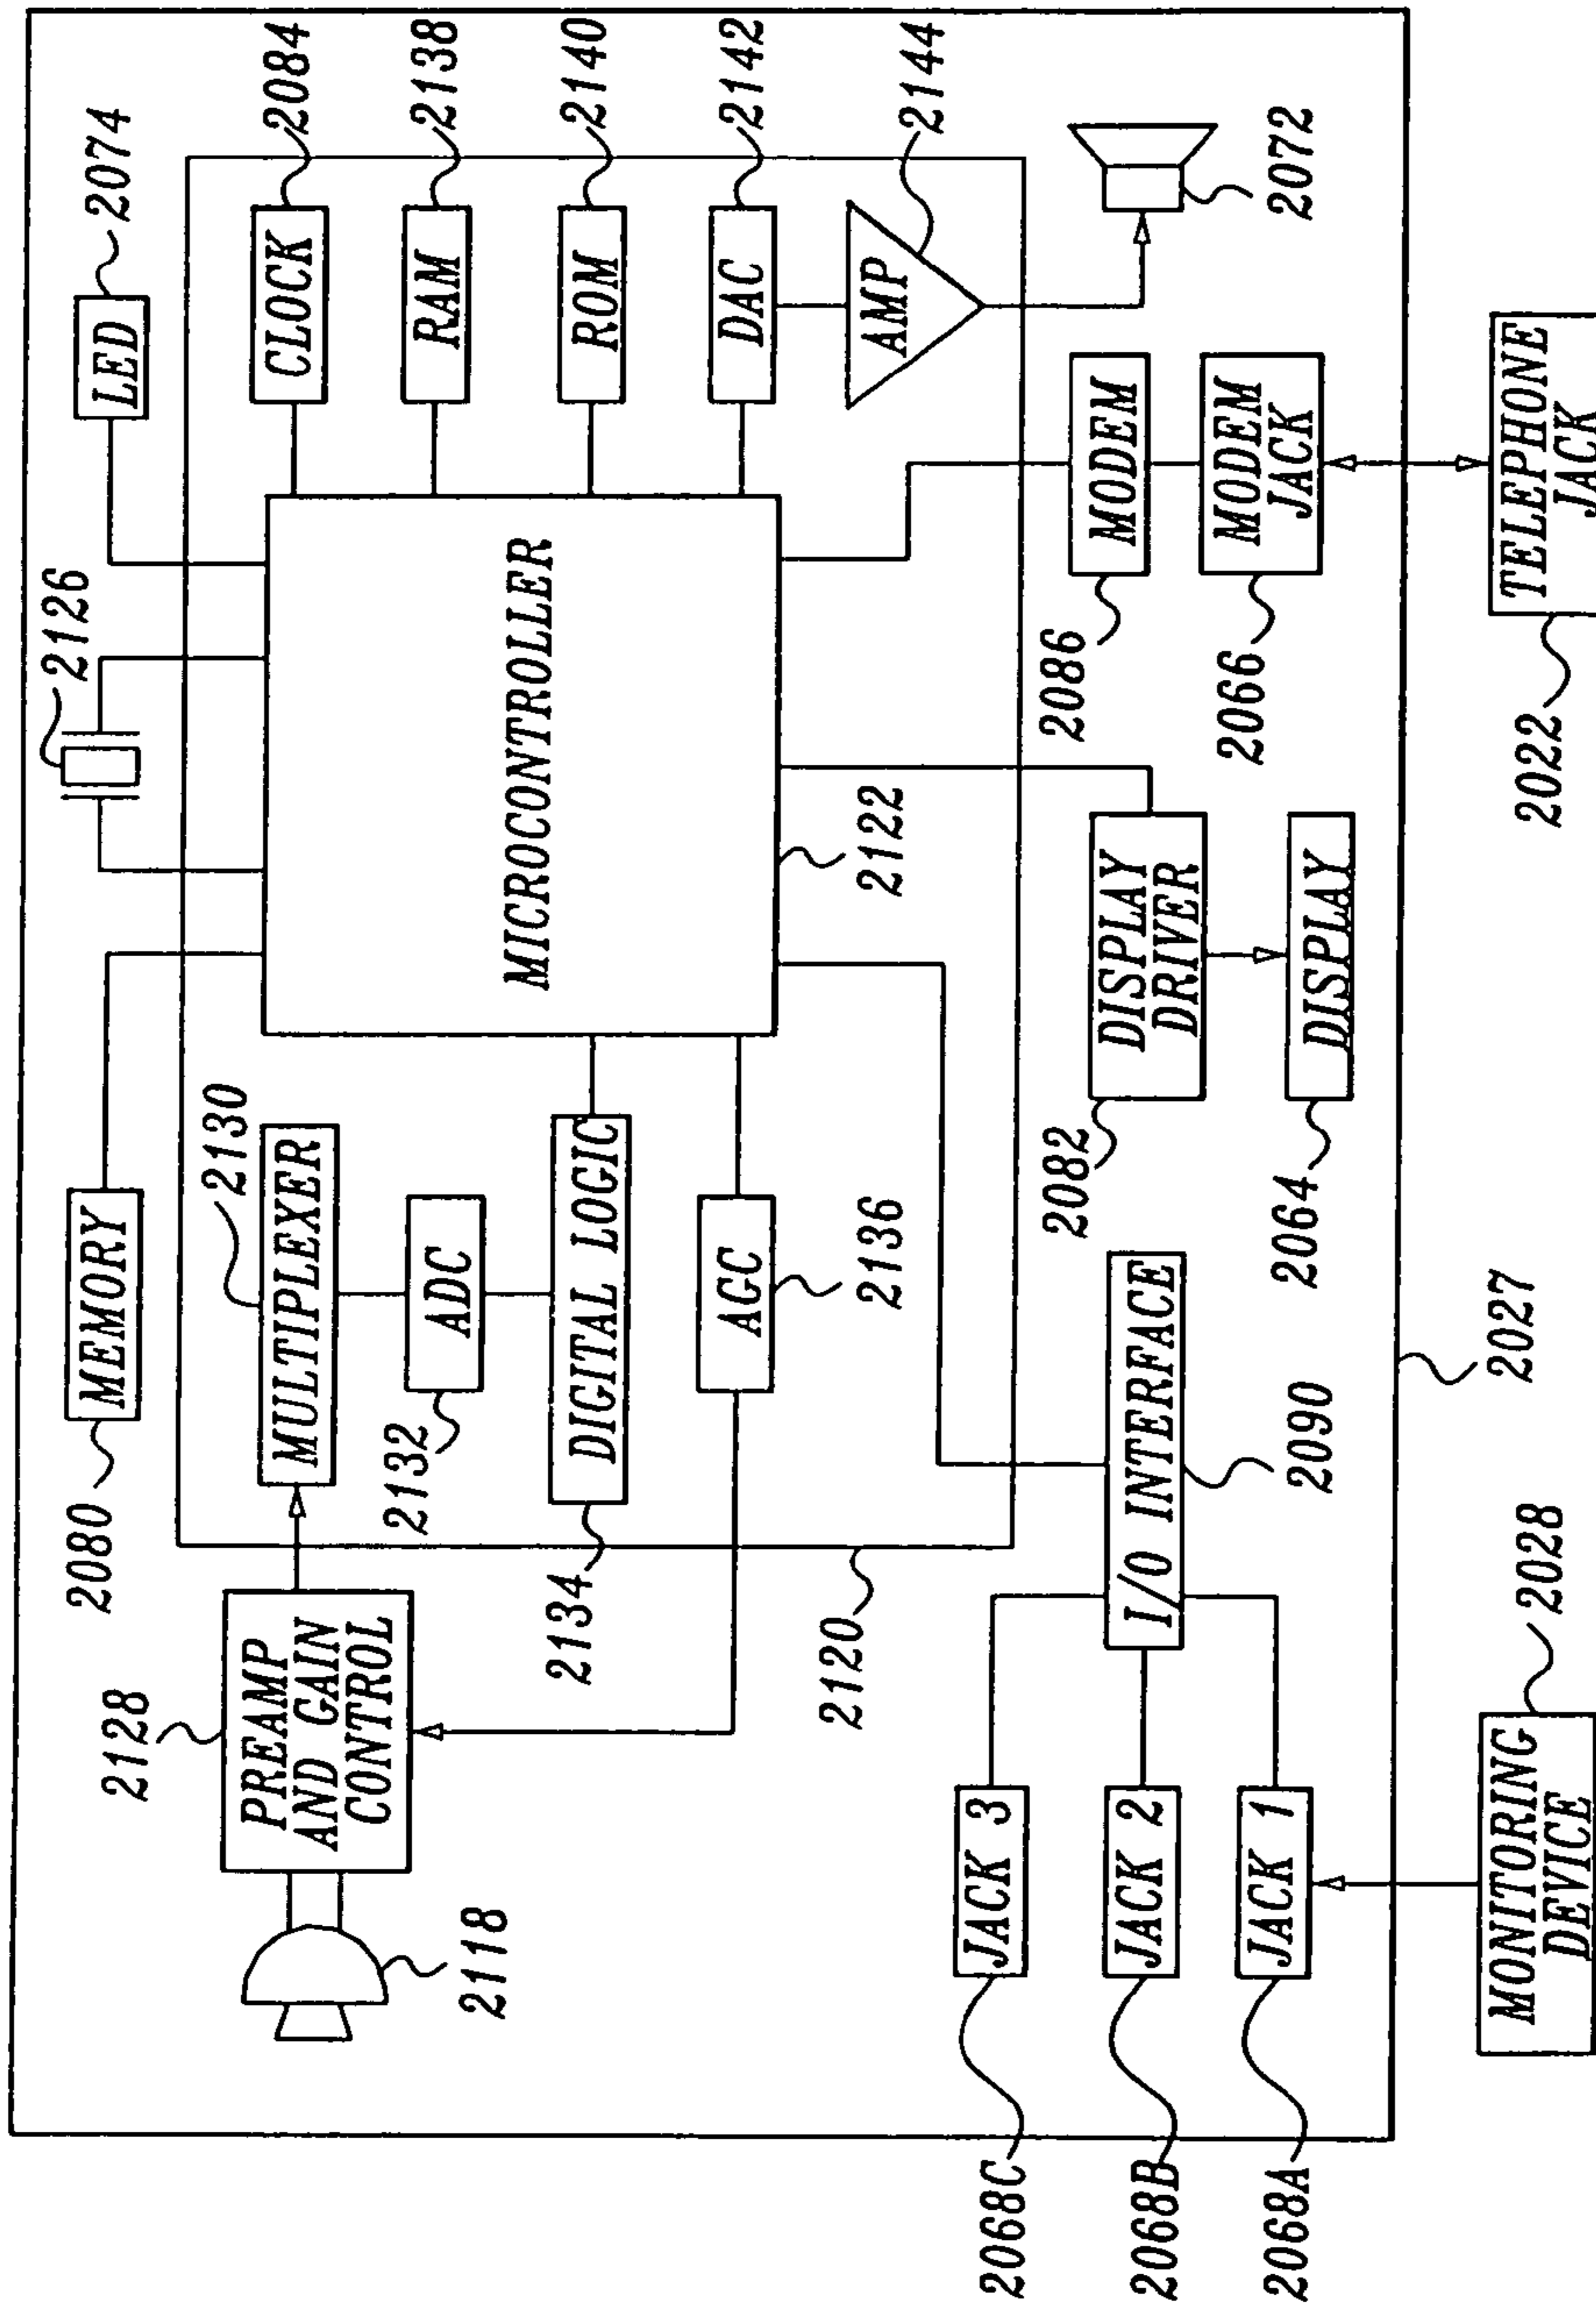 2126
2074
LED
2084
CLOCK
2138
RAM
2140
ROM
2142
DAC
2144
AMP
2072
2080
MEMORY
2130
MULTIPLEXER
2132
ADC
2134
DIGITAL LOGIC
2136
AGC
2128
PREAMP
AND GAIN
CONTROL
2118
MICROCONTROLLER
2122
2120
2086
MODEM
2066
MODEM
JACK
2082
DISPLAY
DRIVER
2064
DISPLAY
I/O INTERFACE
2090
2068C
JACK 3
2068B
JACK 2
2068A
JACK 1
2027
2028
MONITORING
DEVICE
2022
TELEPHONE
JACK